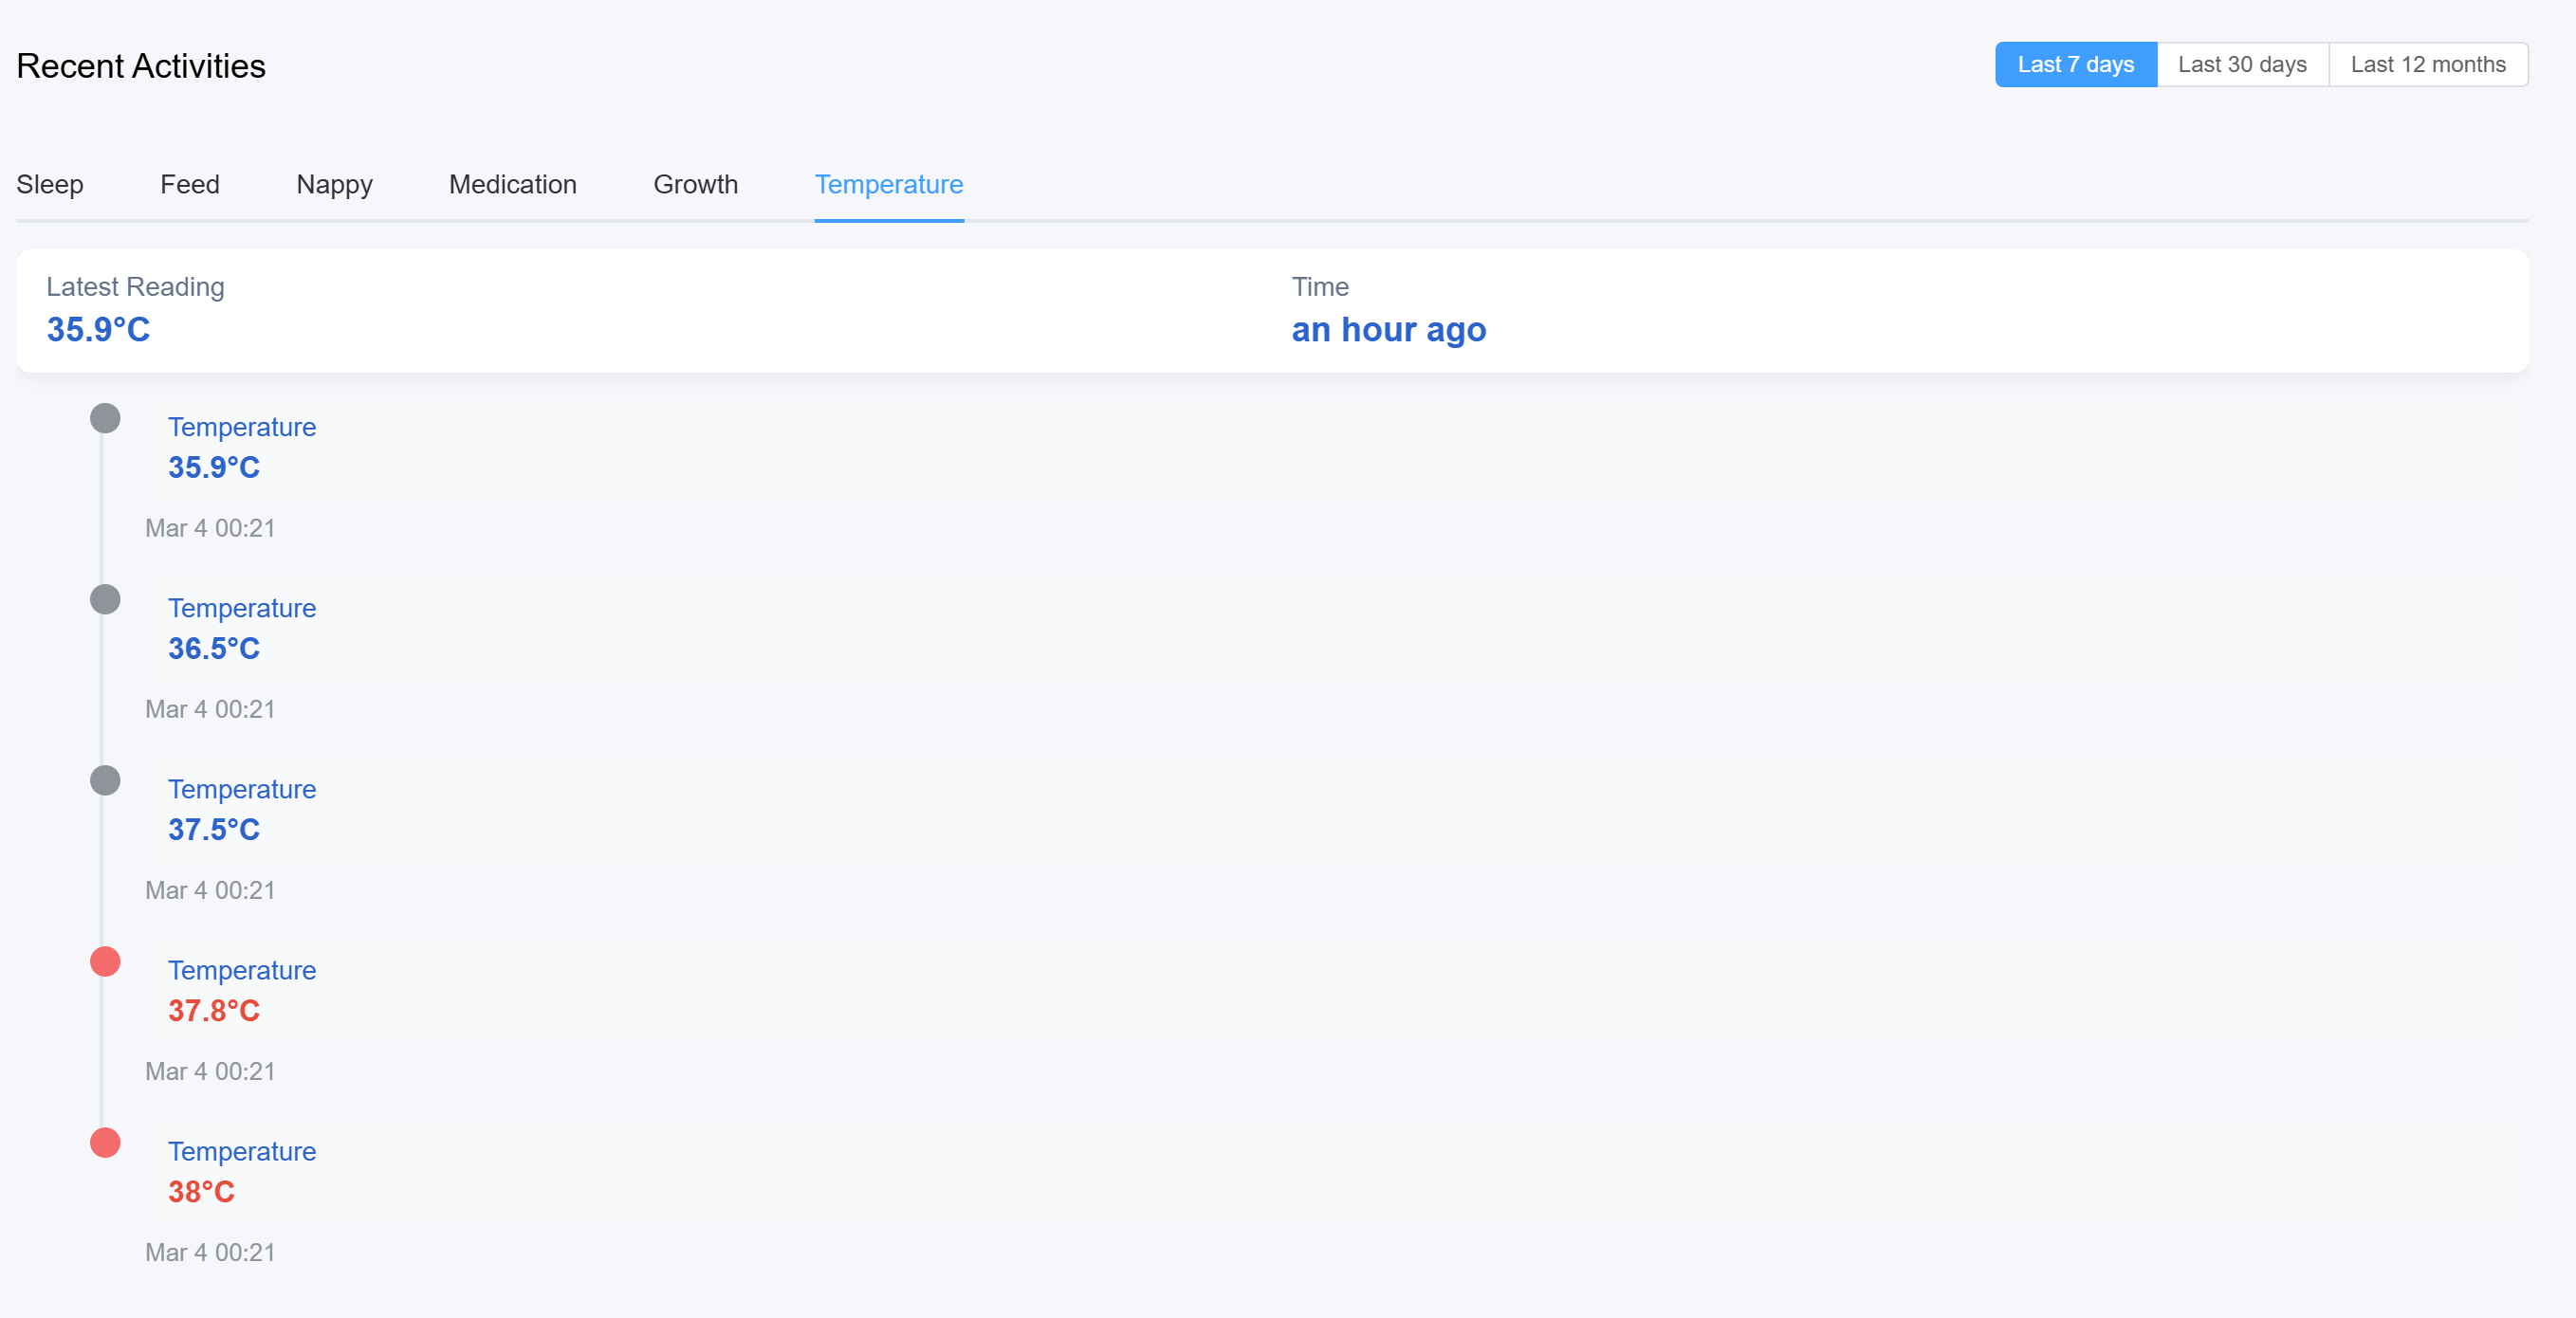 Recent Activities
Last 7 days Last 30 days Last 12 months
Sleep Feed Nappy Medication Growth Temperature
Latest Reading Time
35.9°C an hour ago
Temperature
35.9°C
Mar 4 00:21
Temperature
36.5°C
Mar 4 00:21
Temperature
37.5°C
Mar 4 00:21
Temperature
37.8°C
Mar 4 00:21
Temperature
38°C
Mar 4 00:21